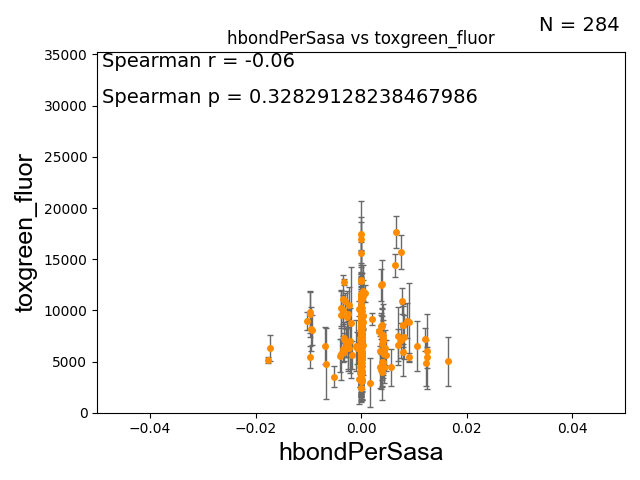 N = 284
hbondPerSasa vs toxgreen_fluor
Spearman r = -0.06
Spearman p = 0.32829128238467986
35000
30000
25000
20000
15000
10000
5000
0
toxgreen_fluor
−0.04 −0.02 0.00 0.02 0.04
hbondPerSasa